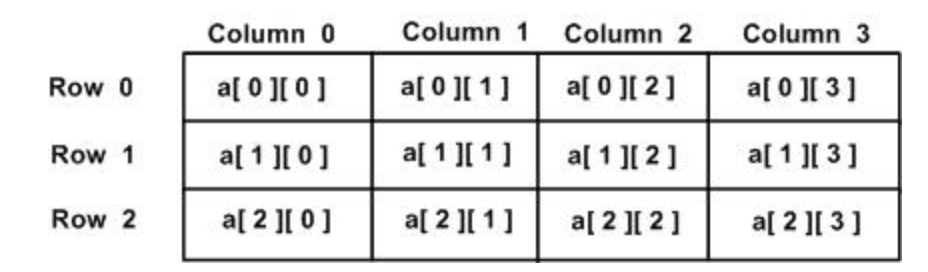 Column 0 Column 1 Column 2 Column 3
Row 0 a[ 0 ][ 0 ] a[ 0 ][ 1 ] a[ 0 ][ 2 ] a[ 0 ][ 3 ]
Row 1 a[ 1 ][ 0 ] a[ 1 ][ 1 ] a[ 1 ][ 2 ] a[ 1 ][ 3 ]
Row 2 a[ 2 ][ 0 ] a[ 2 ][ 1 ] a[ 2 ][ 2 ] a[ 2 ][ 3 ]